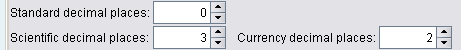 Standard decimal places: 0
Scientific decimal places: 3 Currency decimal places: 2